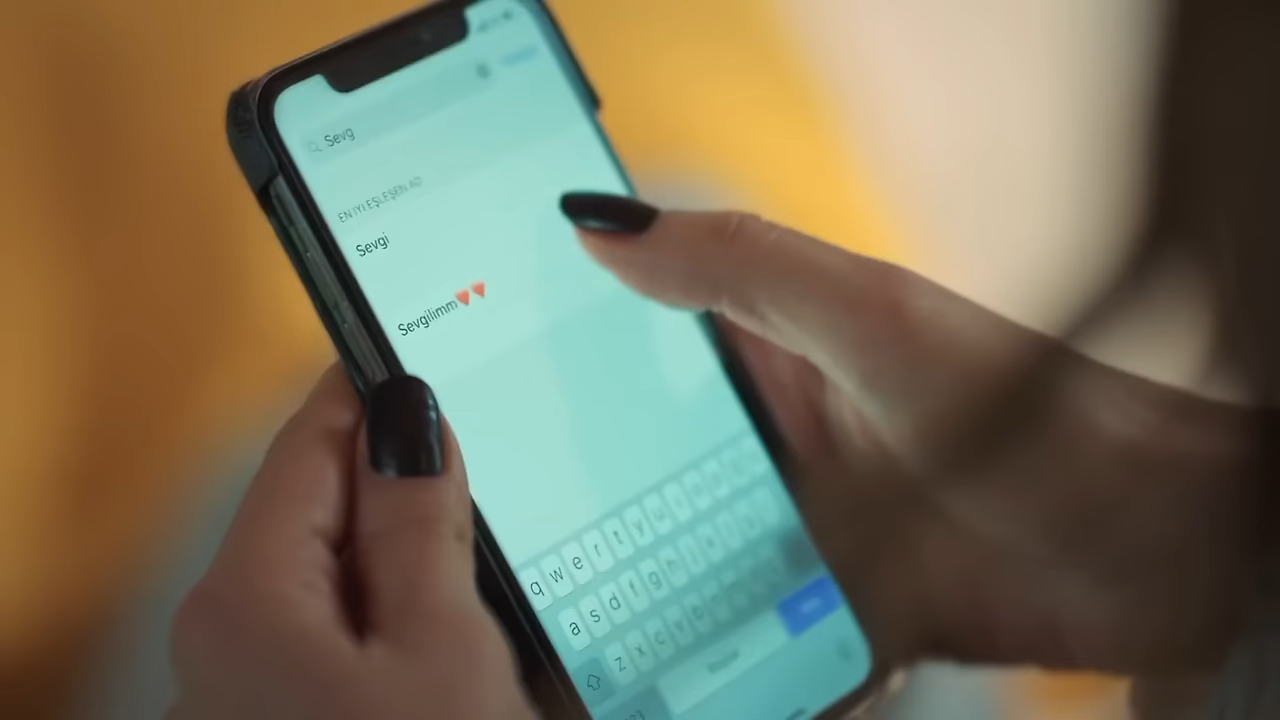 Sevg
EN İYİ EŞLEŞEN AD
Sevgi
Sevgilimm❤️❤️
q w e r t y
a s d f g h
z x c v b